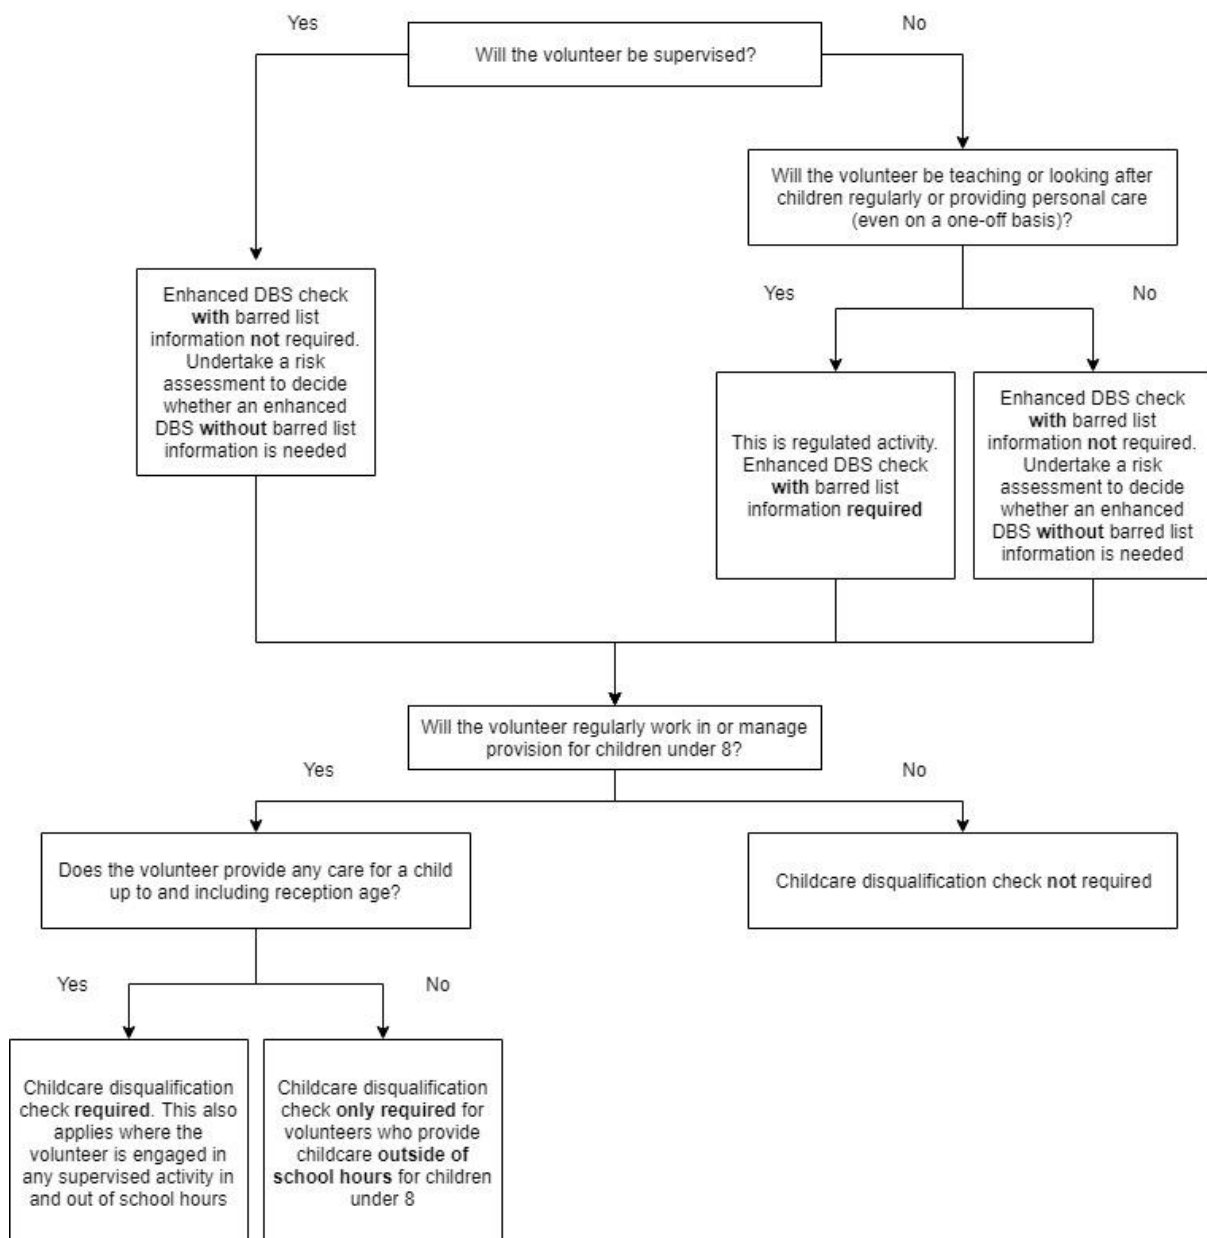 Yes
No
Will the volunteer be supervised?
Will the volunteer be teaching or looking after
children regularly or providing personal care
(even on a one-off basis)?
Enhanced DBS check
with barred list
information not required.
Undertake a risk
assessment to decide
whether an enhanced
DBS without barred list
information is needed
Yes
No
This is regulated activity.
Enhanced DBS check
with barred list
information required
Enhanced DBS check
with barred list
information not required.
Undertake a risk
assessment to decide
whether an enhanced
DBS without barred list
information is needed
Will the volunteer regularly work in or manage
provision for children under 8?
Yes
No
Does the volunteer provide any care for a child
up to and including reception age?
Childcare disqualification check not required
Yes
No
Childcare disqualification
check required. This also
applies where the
volunteer is engaged in
any supervised activity in
and out of school hours
Childcare disqualification
check only required for
volunteers who provide
childcare outside of
school hours for children
under 8